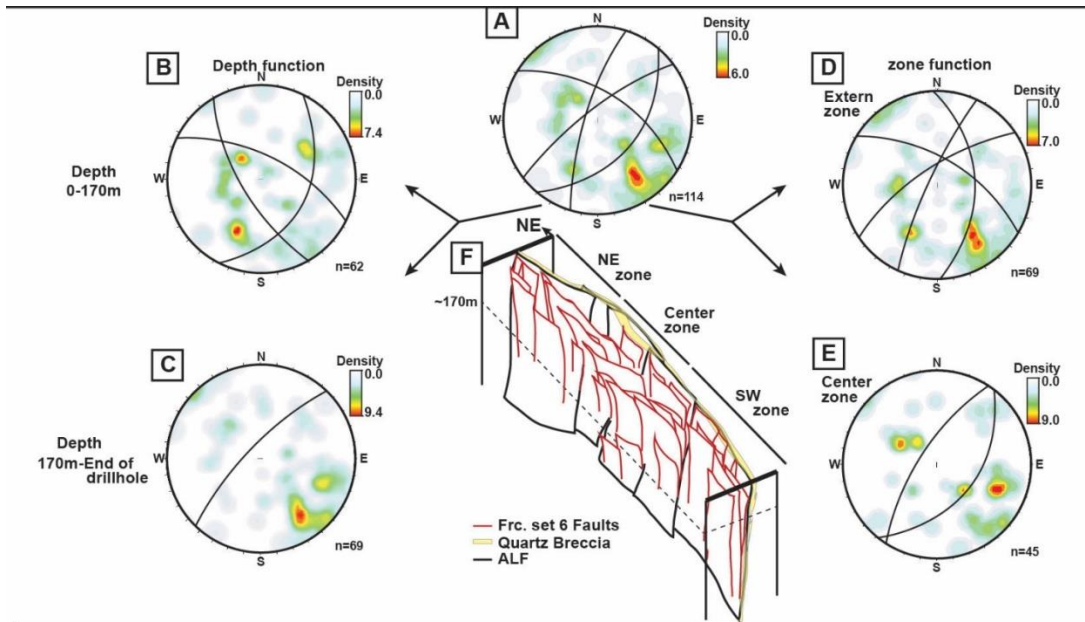 A
N
Density
0.0
6.0
E
S
n=114
B
Depth function
N
Density
0.0
7.4
W
E
S
n=62
Depth
0-170m
D
zone function
Extern
zone
N
Density
0.0
7.0
W
E
S
n=69
C
N
Density
0.0
9.4
W
E
S
n=69
Depth
170m-End of
drillhole
F
NE
~170m
NE
zone
Center
zone
SW
zone
Frc. set 6 Faults
Quartz Breccia
ALF
E
Center
zone
N
Density
0.0
9.0
W
E
S
n=45
W